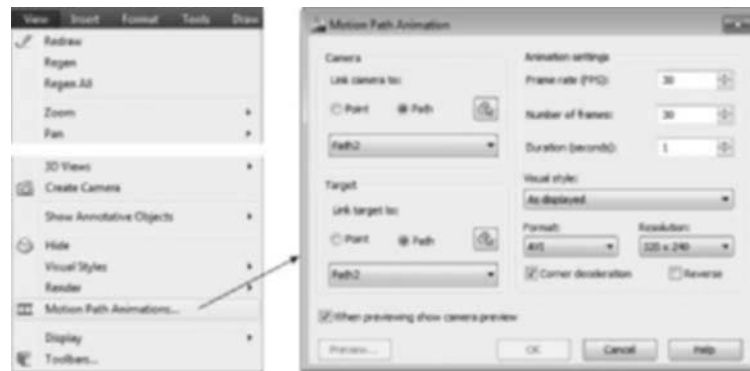 View Insert Format Tools Draw
Redraw
Regen
Regen All
Zoom
Pan
3D Views
Create Camera
Show Annotative Objects
Hide
Visual Styles
Render
Motion Path Animations...
Display
Toolbars...
Motion Path Animation
Camera
Link camera to:
Point Path
Path2
Target
Link target to:
Point Path
Path2
When previewing show camera preview
Preview...
Animation settings
Frame rate (FPS): 30
Number of frames: 30
Duration (seconds): 1
Visual style:
As displayed
Format: Resolution:
AVI 320 x 240
Corner deceleration Reverse
OK Cancel Help